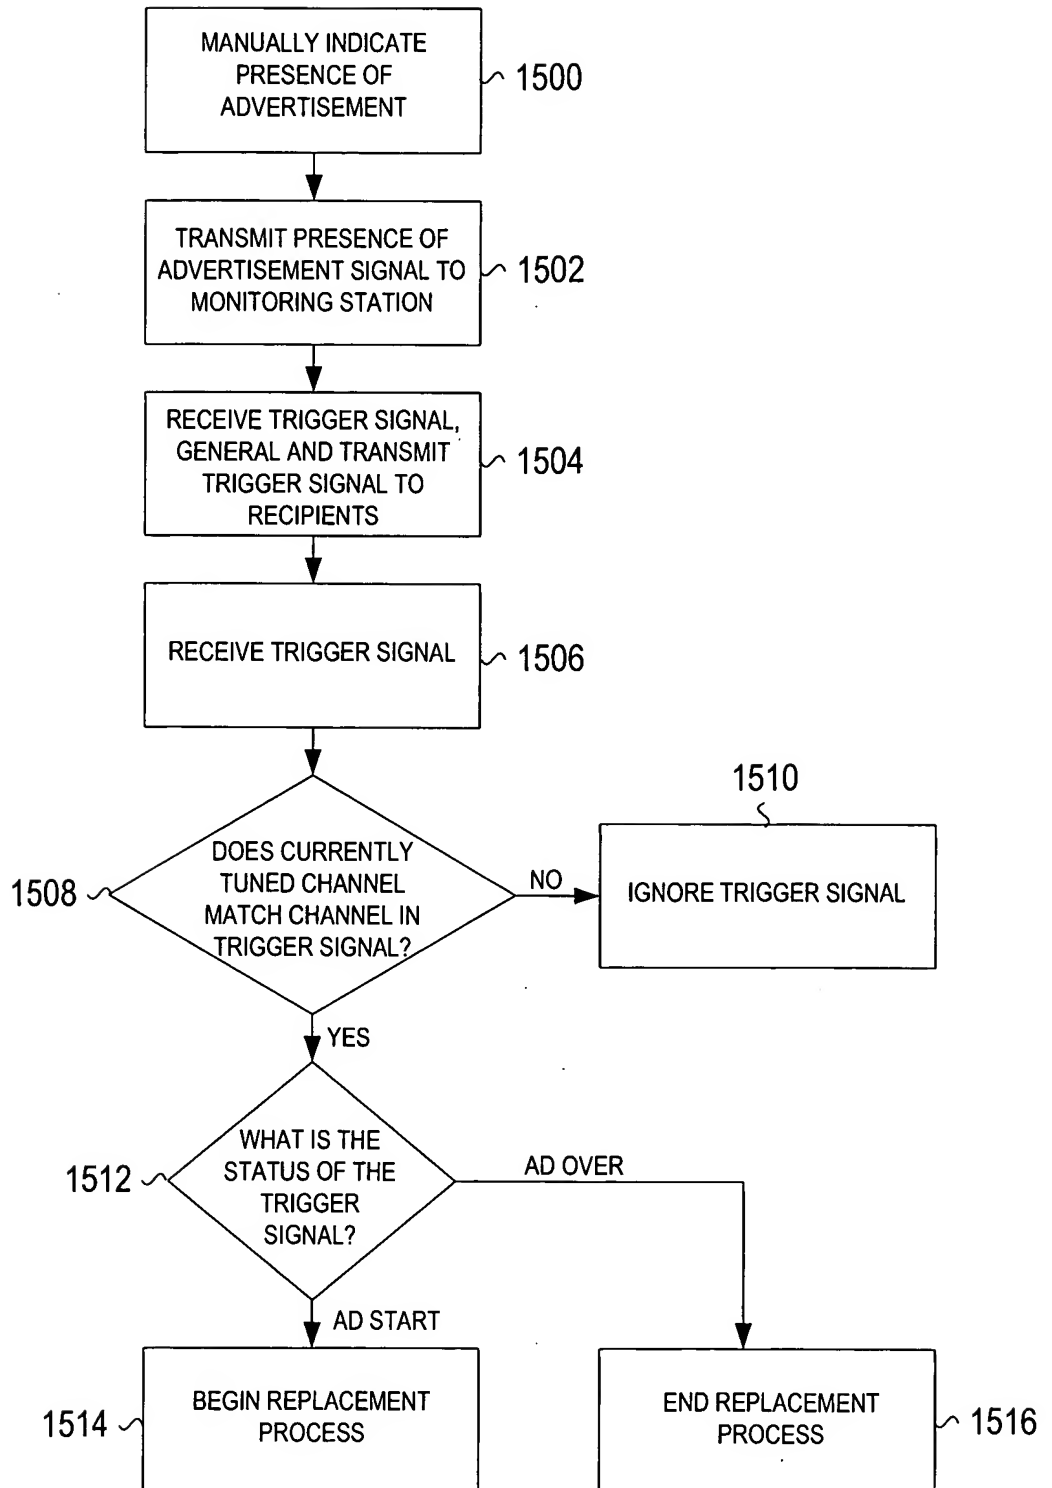 MANUALLY INDICATE
PRESENCE OF
ADVERTISEMENT
1500
TRANSMIT PRESENCE OF
ADVERTISEMENT SIGNAL TO
MONITORING STATION
1502
RECEIVE TRIGGER SIGNAL,
GENERAL AND TRANSMIT
TRIGGER SIGNAL TO
RECIPIENTS
1504
RECEIVE TRIGGER SIGNAL
1506
DOES CURRENTLY
TUNED CHANNEL
MATCH CHANNEL IN
TRIGGER SIGNAL?
1508
NO
1510
IGNORE TRIGGER SIGNAL
YES
WHAT IS THE
STATUS OF THE
TRIGGER
SIGNAL?
1512
AD OVER
AD START
BEGIN REPLACEMENT
PROCESS
1514
END REPLACEMENT
PROCESS
1516